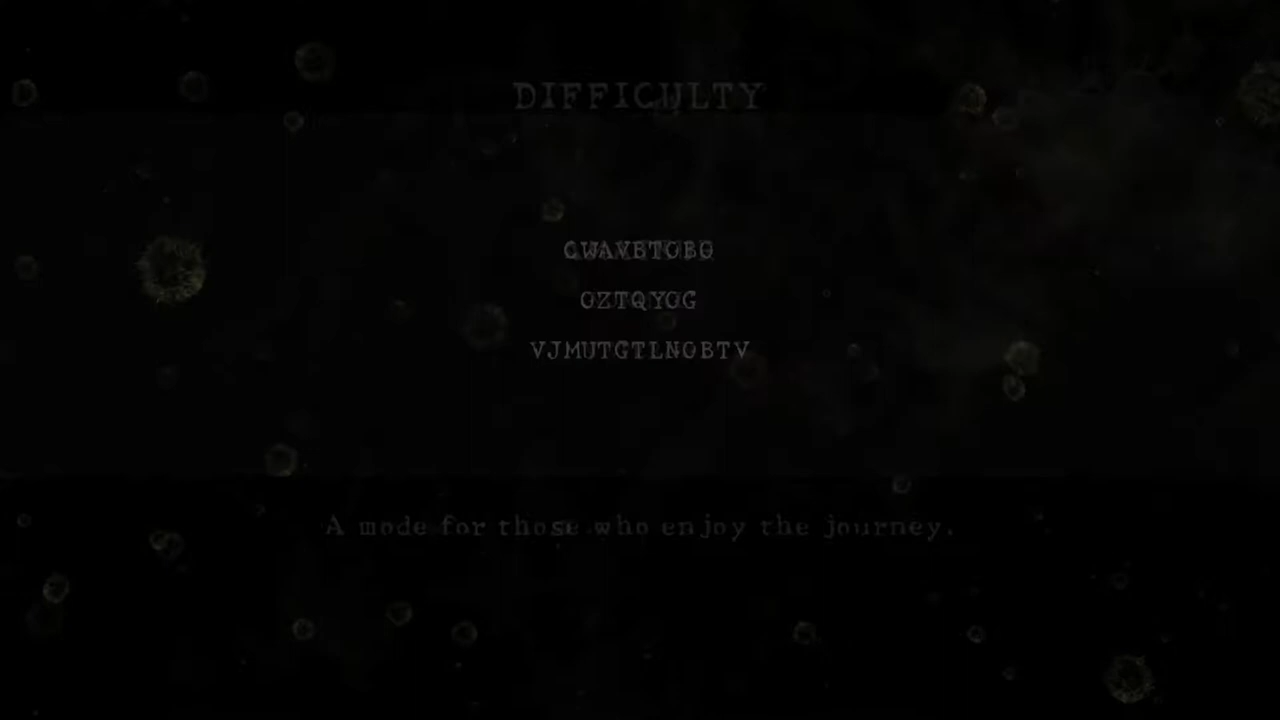 DIFFICULTY
OZTQYOG
VJMUTGTLNOBTV
A mode for those who enjoy the journey.